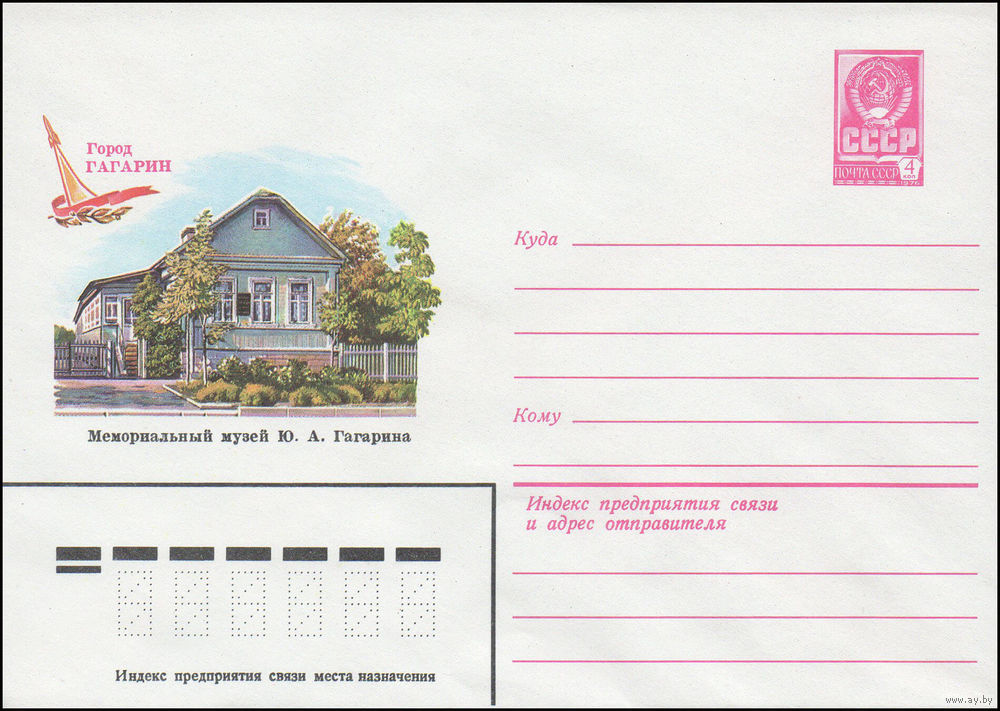 Город
ГАГАРИН
Мемориальный музей Ю. А. Гагарина
СССР
ПОЧТА СССР
4
КОП
1976
Куда
Кому
Индекс предприятия связи
и адрес отправителя
Индекс предприятия связи места назначения
www.ay.by